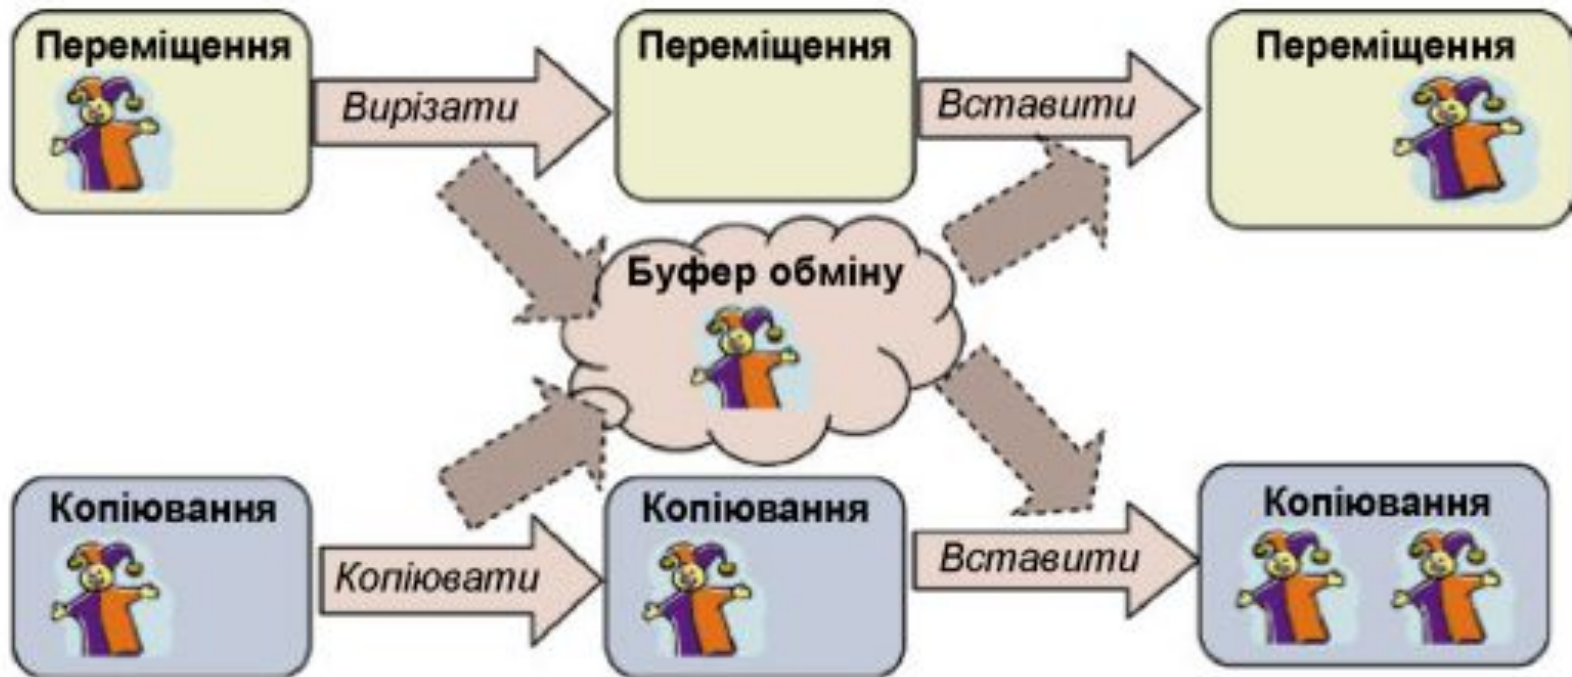 Переміщення
Вирізати
Переміщення
Вставити
Переміщення
Буфер обміну
Копіювання
Копіювати
Копіювання
Вставити
Копіювання